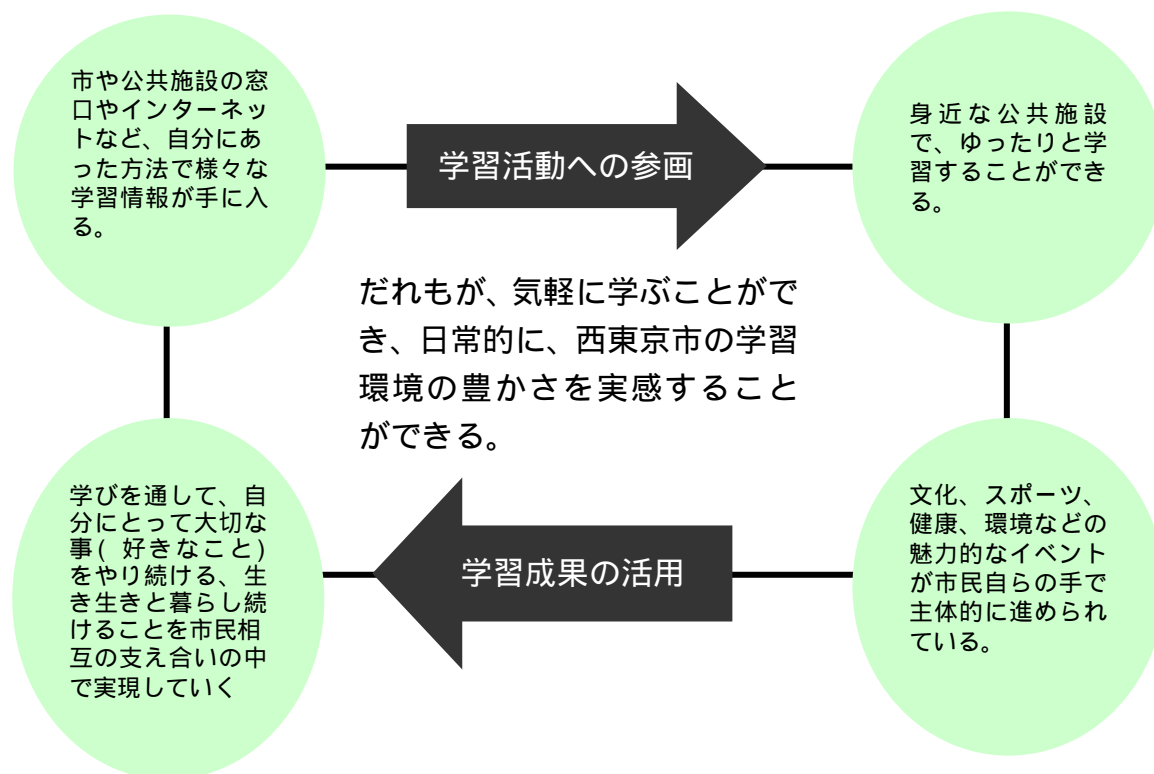 市や公共施設の窓
口やインターネッ
トなど、自分にあ
った方法で様々な
学習情報が手に入
る。
学習活動への参画
身近な公共施設
で、ゆったりと学
習することができ
る。
だれもが、気軽に学ぶことがで
き、日常的に、西東京市の学習
環境の豊かさを実感すること
ができる。
学びを通して、自
分にとって大切な
事( 好きなこと)
をやり続ける、生
き生きと暮らし続
けることを市民相
互の支え合いの中
で実現していく
学習成果の活用
文化、スポーツ、
健康、環境などの
魅力的なイベント
が市民自らの手で
主体的に進められ
ている。